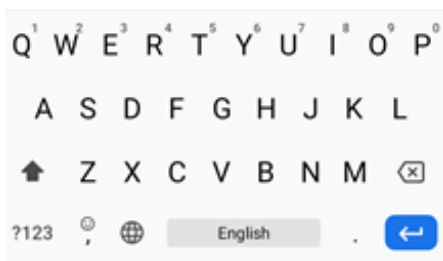 Q1 W2 E3 R4 T5 Y6 U7 I8 O9 P0
A S D F G H J K L
Z X C V B N M
?123 , English .